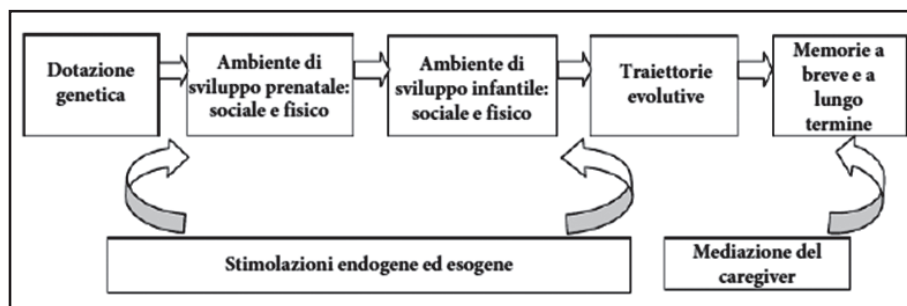 Dotazione
genetica
Ambiente di
sviluppo prenatale:
sociale e fisico
Ambiente di
sviluppo infantile:
sociale e fisico
Traiettorie
evolutive
Memorie a
breve e a
lungo
termine
Stimolazioni endogene ed esogene
Mediazione del
caregiver